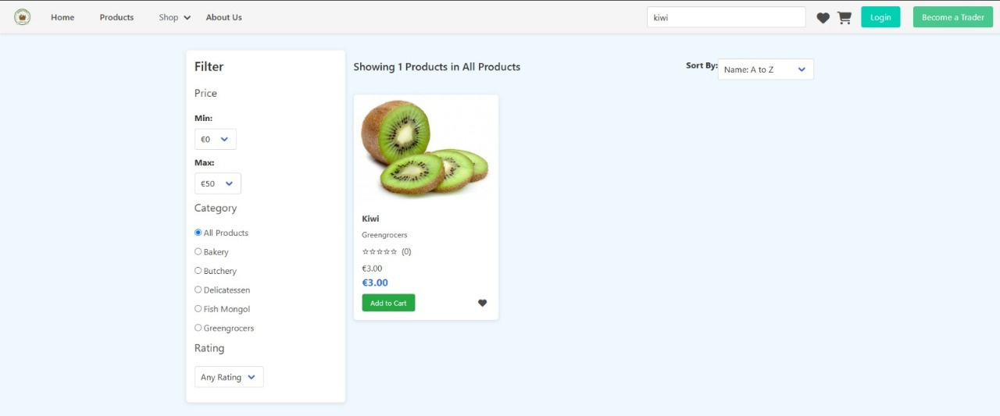 Home Products Shop About Us kiwi Login Become a Trader
Filter
Price
Min:
€0
Max:
€50
Category
All Products
Bakery
Butchery
Delicatessen
Fish Mongol
Greengrocers
Rating
Any Rating
Showing 1 Products in All Products
Sort By: Name: A to Z
Kiwi
Greengrocers
☆☆☆☆☆ (0)
€3.00
€3.00
Add to Cart